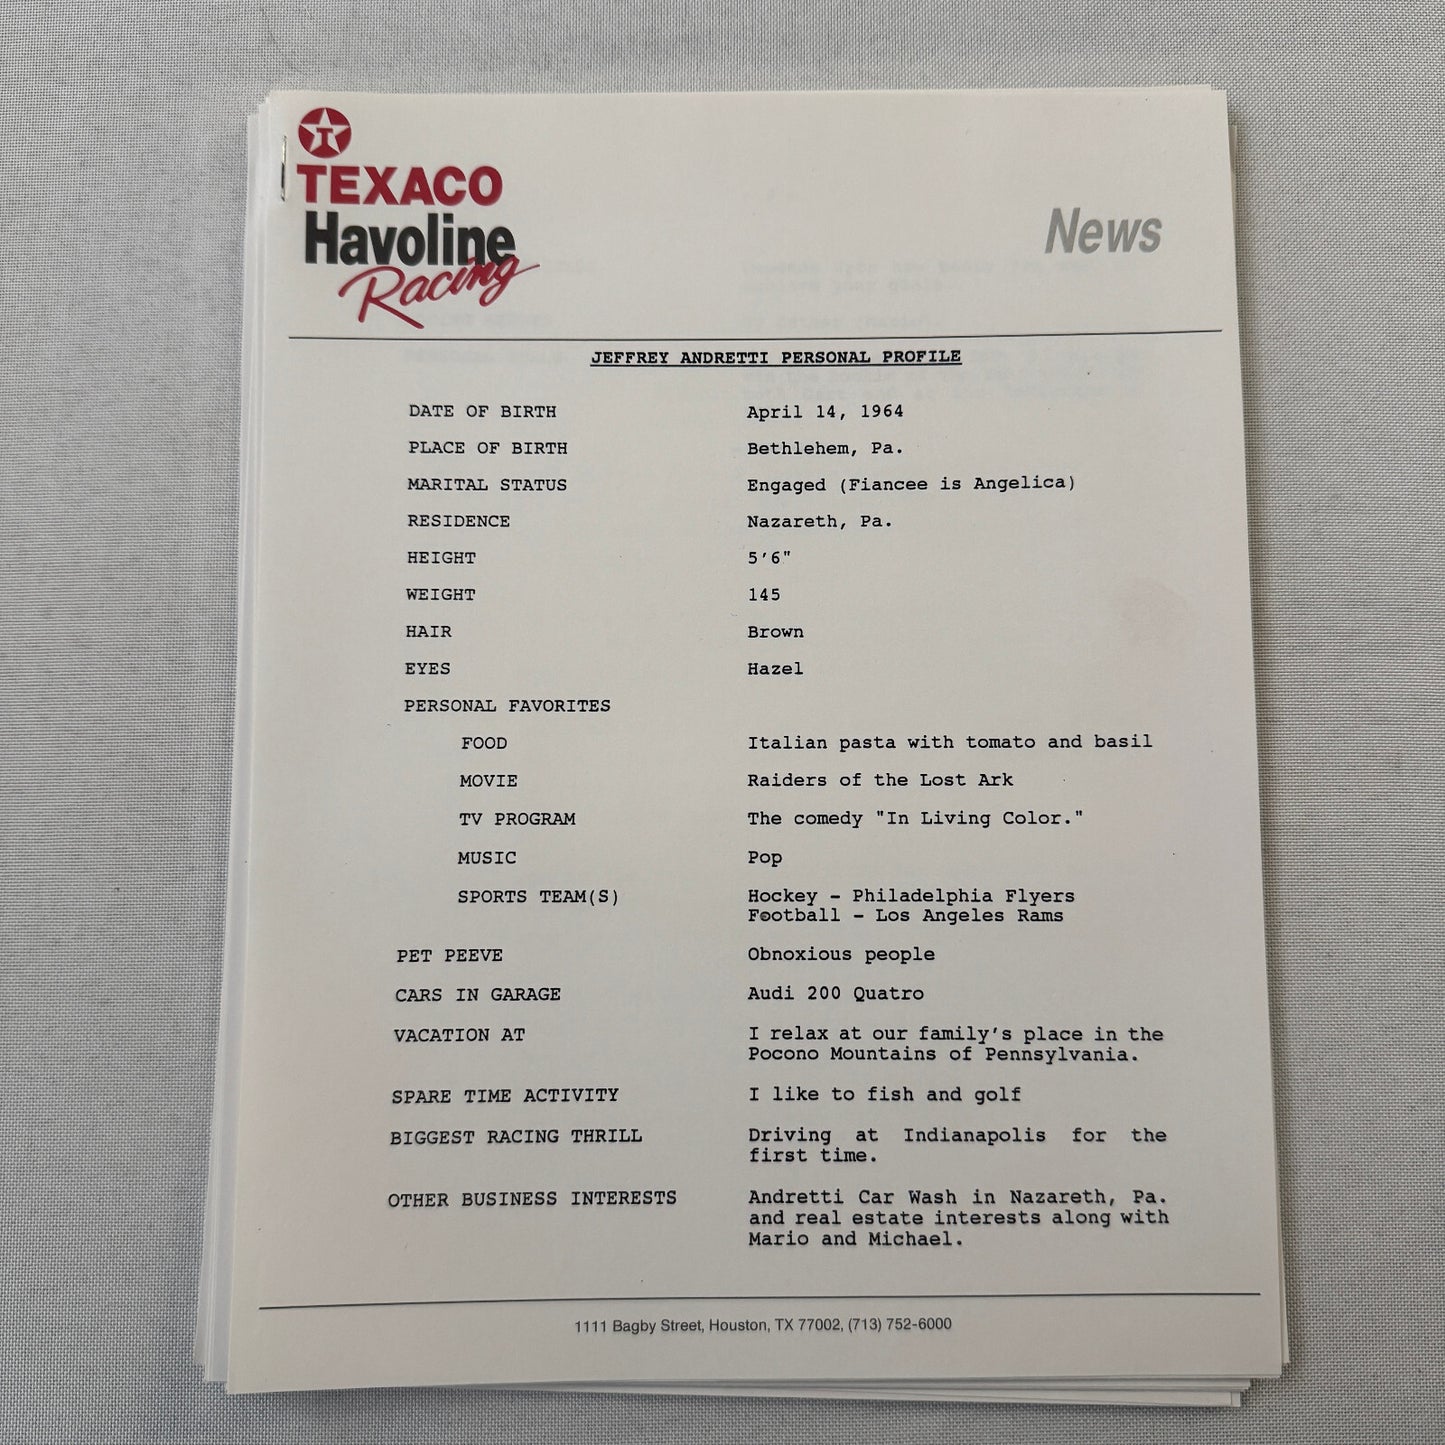 T
TEXACO
Havoline
Racing
News
JEFFREY ANDRETTI PERSONAL PROFILE
DATE OF BIRTH April 14, 1964
PLACE OF BIRTH Bethlehem, Pa.
MARITAL STATUS Engaged (Fiancee is Angelica)
RESIDENCE Nazareth, Pa.
HEIGHT 5'6"
WEIGHT 145
HAIR Brown
EYES Hazel
PERSONAL FAVORITES
FOOD Italian pasta with tomato and basil
MOVIE Raiders of the Lost Ark
TV PROGRAM The comedy "In Living Color."
MUSIC Pop
SPORTS TEAM(S) Hockey - Philadelphia Flyers
Football - Los Angeles Rams
PET PEEVE Obnoxious people
CARS IN GARAGE Audi 200 Quatro
VACATION AT I relax at our family's place in the
Pocono Mountains of Pennsylvania.
SPARE TIME ACTIVITY I like to fish and golf
BIGGEST RACING THRILL Driving at Indianapolis for the
first time.
OTHER BUSINESS INTERESTS Andretti Car Wash in Nazareth, Pa.
and real estate interests along with
Mario and Michael.
1111 Bagby Street, Houston, TX 77002, (713) 752-6000